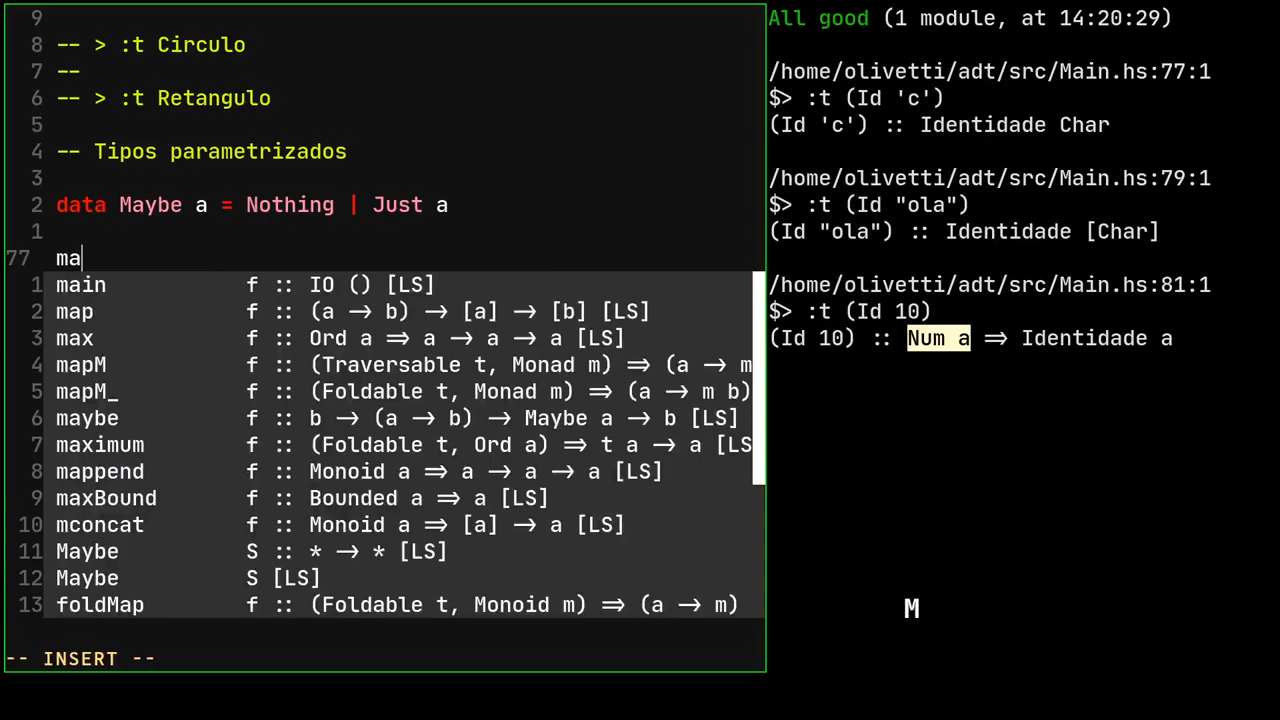 9
8 -- > :t Circulo
7 --
6 -- > :t Retangulo
5
4 -- Tipos parametrizados
3
2 data Maybe a = Nothing | Just a
1
77 ma
1 main f :: IO () [LS]
2 map f :: (a → b) → [a] → [b] [LS]
3 max f :: Ord a ⇒ a → a → a [LS]
4 mapM f :: (Traversable t, Monad m) ⇒ (a → m
5 mapM_ f :: (Foldable t, Monad m) ⇒ (a → m b)
6 maybe f :: b → (a → b) → Maybe a → b [LS]
7 maximum f :: (Foldable t, Ord a) ⇒ t a → a [LS
8 mappend f :: Monoid a ⇒ a → a → a [LS]
9 maxBound f :: Bounded a ⇒ a [LS]
10 mconcat f :: Monoid a ⇒ [a] → a [LS]
11 Maybe S :: * → * [LS]
12 Maybe S [LS]
13 foldMap f :: (Foldable t, Monoid m) ⇒ (a → m)
-- INSERT --
All good (1 module, at 14:20:29)
/home/olivetti/adt/src/Main.hs:77:1
$> :t (Id 'c')
(Id 'c') :: Identidade Char
/home/olivetti/adt/src/Main.hs:79:1
$> :t (Id "ola")
(Id "ola") :: Identidade [Char]
/home/olivetti/adt/src/Main.hs:81:1
$> :t (Id 10)
(Id 10) :: Num a ⇒ Identidade a
M